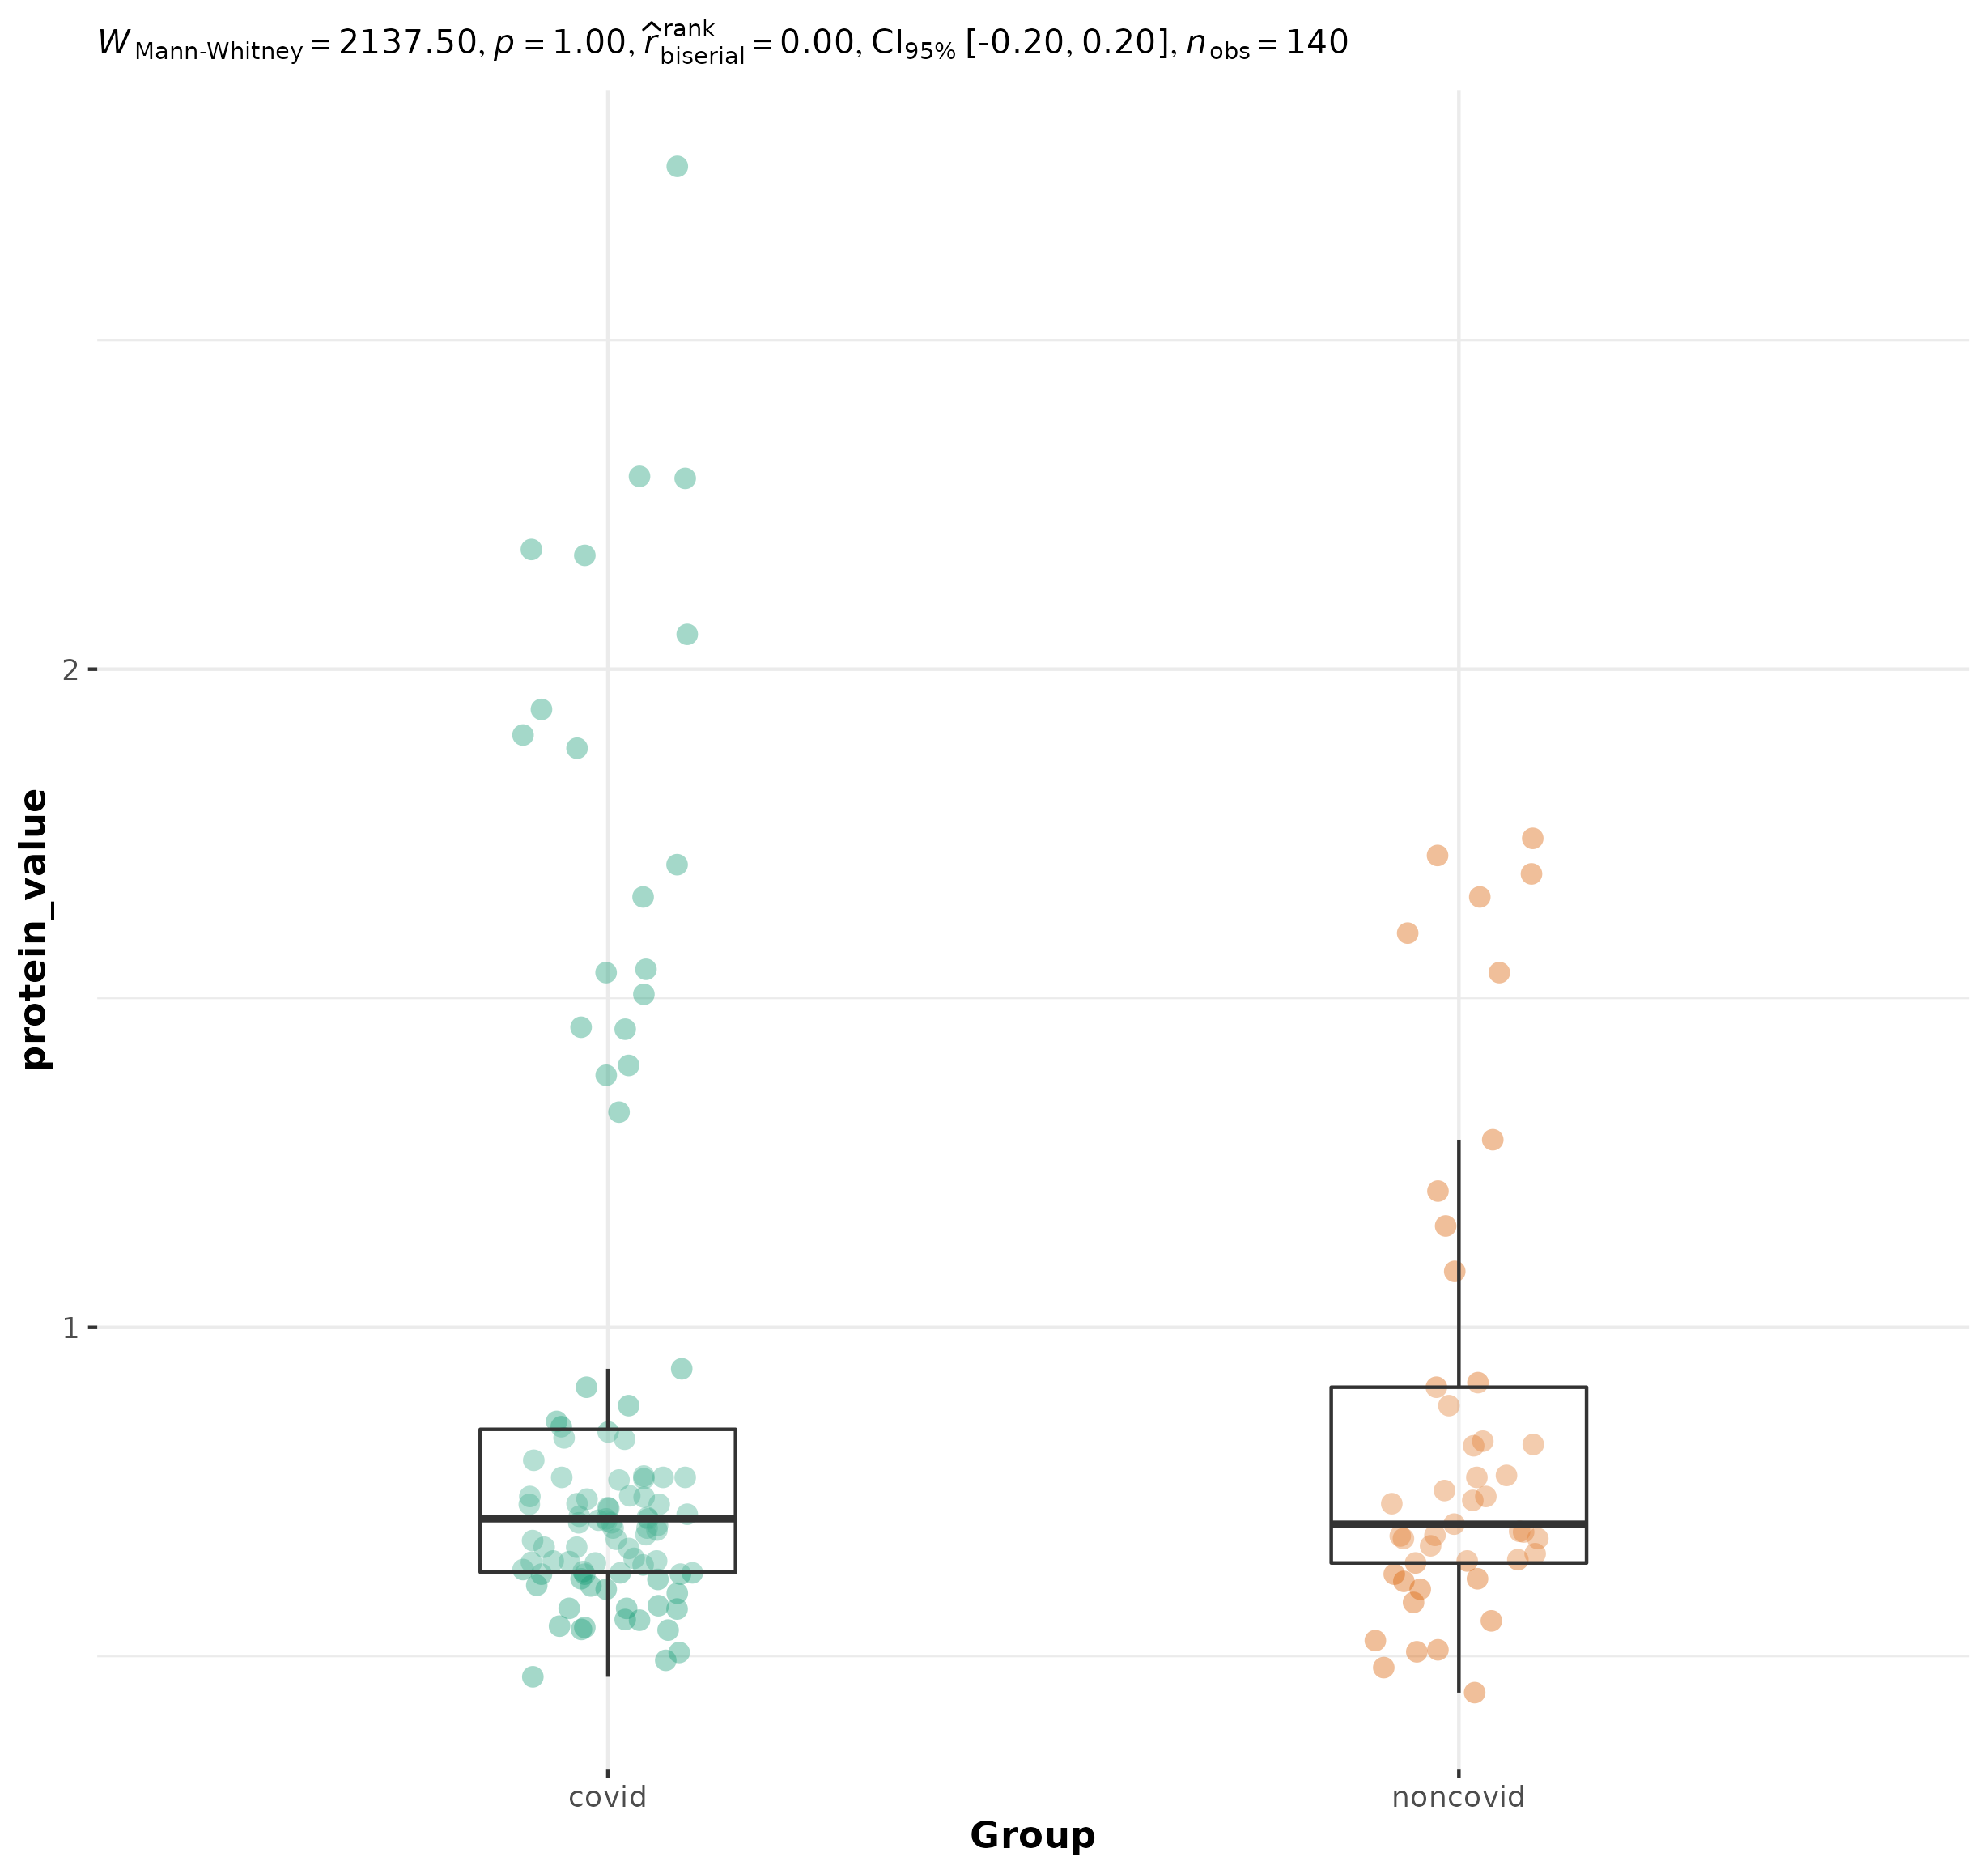 W Mann-Whitney = 2137.50, p = 1.00, r̂ rank biserial = 0.00, CI95% [-0.20, 0.20], nobs = 140
protein_value
2
1
covid noncovid
Group